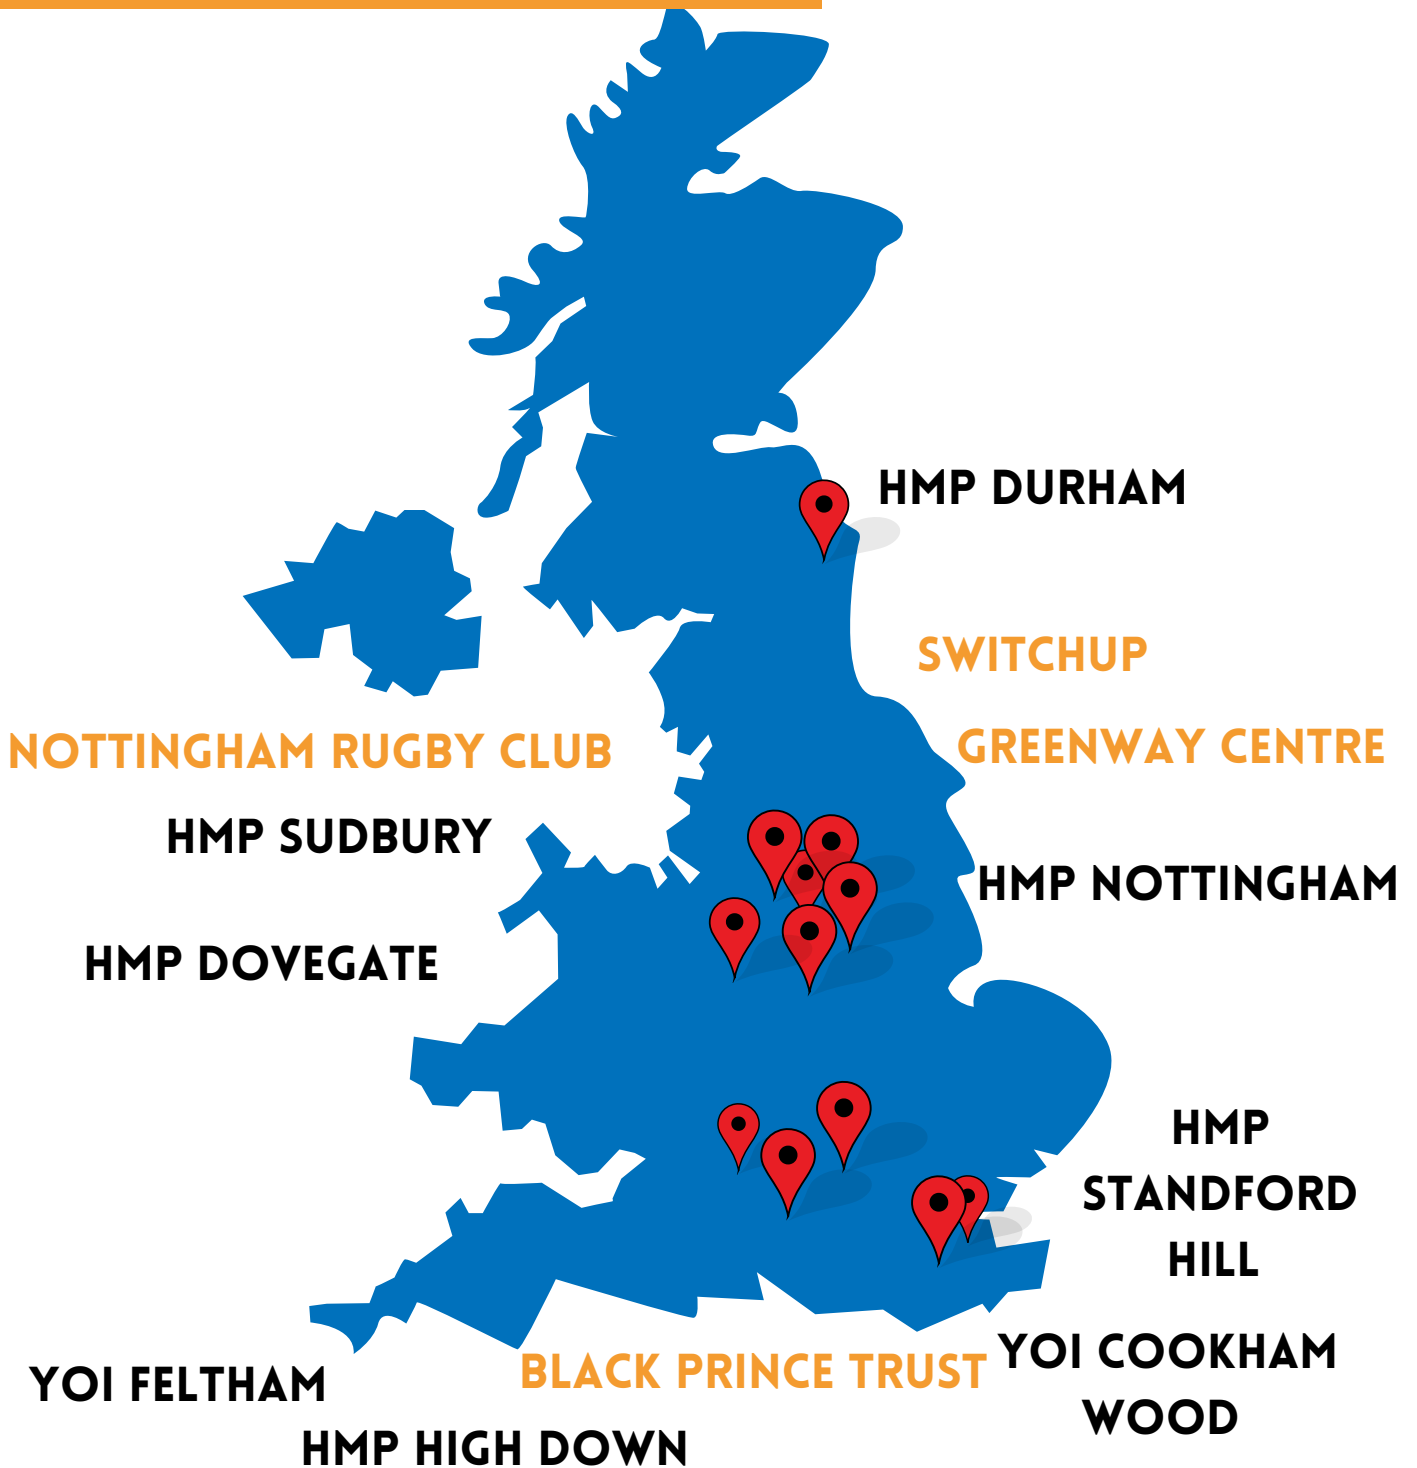 HMP DURHAM
SWITCHUP
GREENWAY CENTRE
NOTTINGHAM RUGBY CLUB
HMP SUDBURY
HMP NOTTINGHAM
HMP DOVEGATE
HMP
STANDFORD
HILL
YOI COOKHAM
WOOD
BLACK PRINCE TRUST
YOI FELTHAM
HMP HIGH DOWN